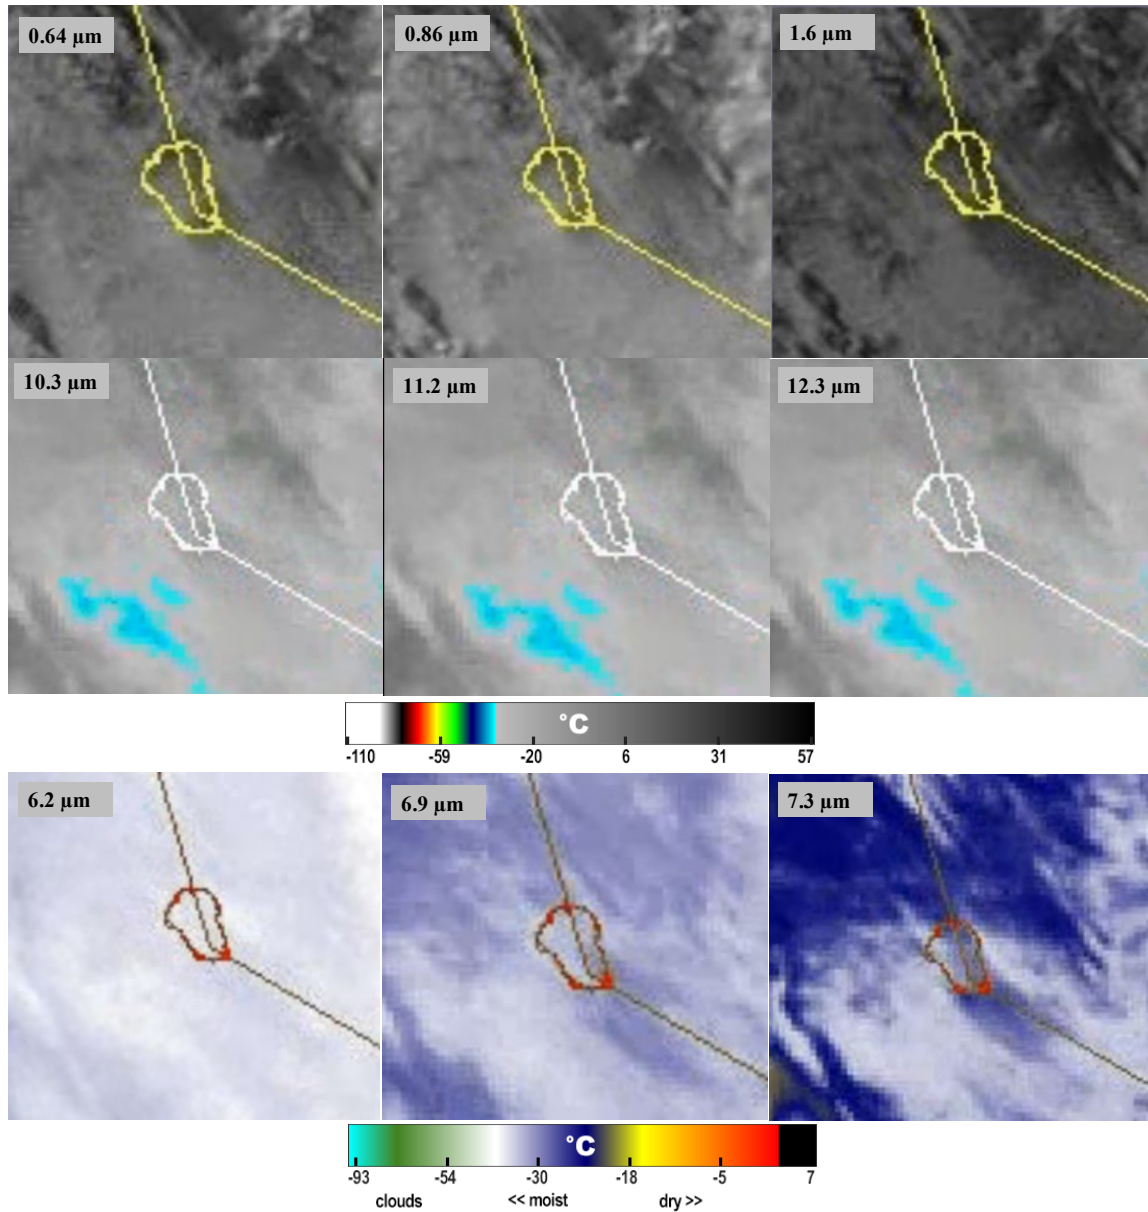 0.64 µm
0.86 µm
1.6 µm
10.3 µm
11.2 µm
12.3 µm
°C
-110 -59 -20 6 31 57
6.2 µm
6.9 µm
7.3 µm
°C
-93 -54 -30 -18 -5 7
clouds << moist dry >>